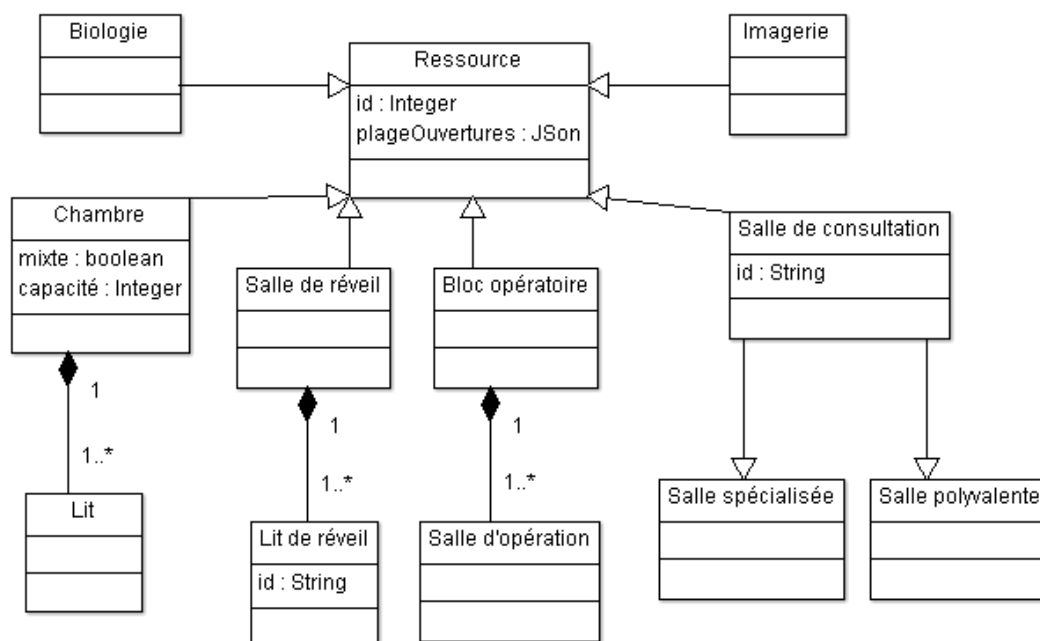 Biologie
Ressource
id : Integer
plageOuvertures : JSon
Imagerie
Chambre
mixte : boolean
capacité : Integer
Salle de réveil
Bloc opératoire
Salle de consultation
id : String
1
1..*
1
1..*
1
1..*
Lit
Lit de réveil
id : String
Salle d'opération
Salle spécialisée
Salle polyvalente